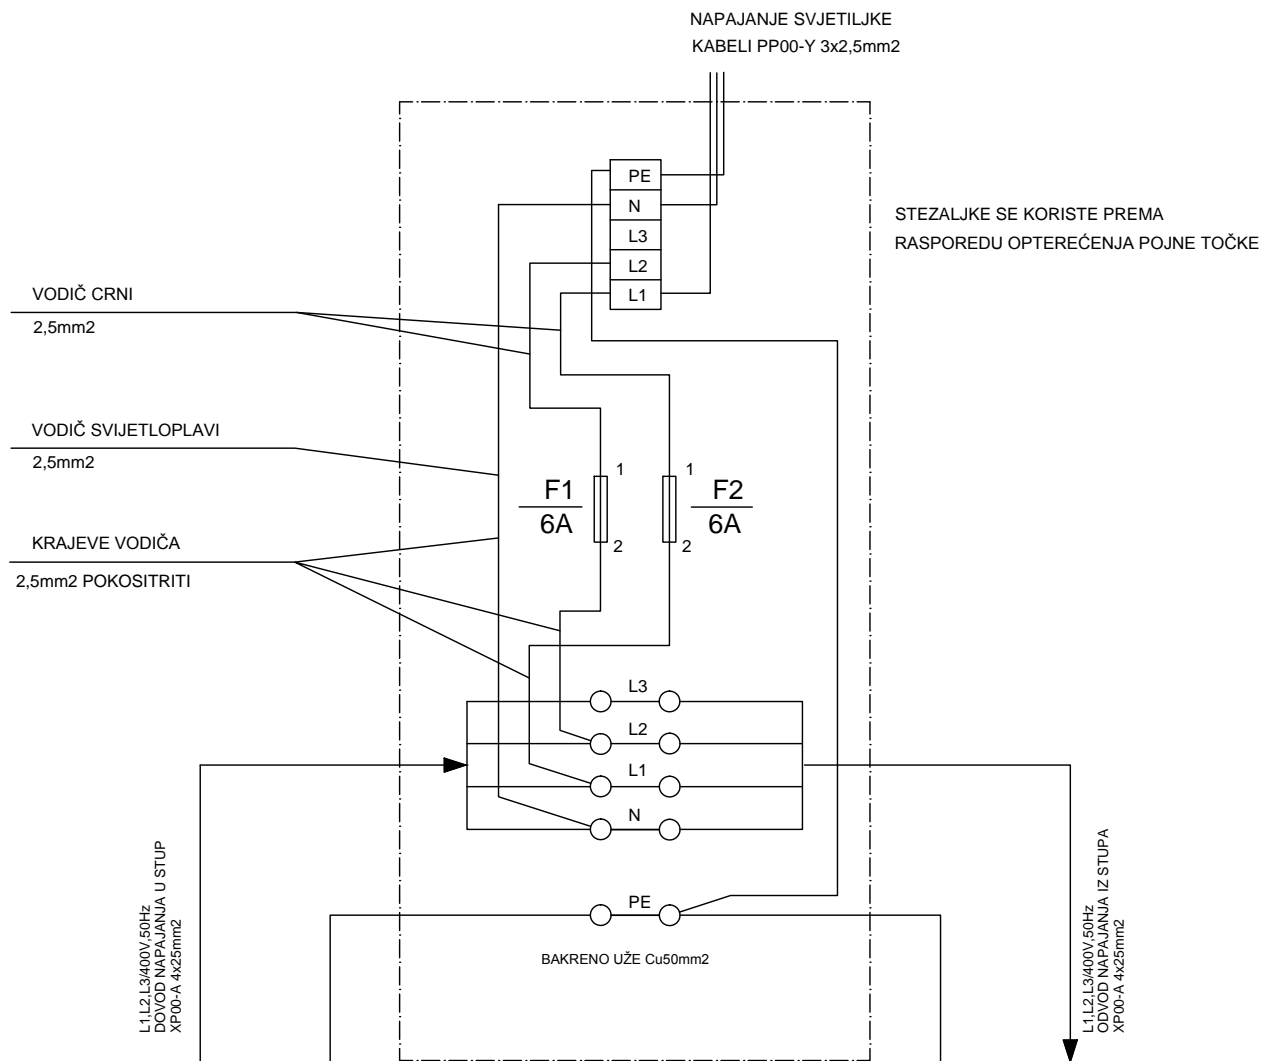 NAPAJANJE SVJETILJKE
KABELI PP00-Y 3x2,5mm2
PE
N
L3
L2
L1
STEZALJKE SE KORISTE PREMA
RASPOREDU OPTEREĆENJA POJNE TOČKE
VODIČ CRNI
2,5mm2
VODIČ SVIJETLOPLAVI
2,5mm2
KRAJEVE VODIČA
2,5mm2 POKOSITRITI
F1
6A
1
2
F2
6A
1
2
L3
L2
L1
N
PE
BAKRENO UŽE Cu50mm2
L1,L2,L3/400V,50Hz
DOVOD NAPAJANJA U STUP
XP00-A 4x25mm2
L1,L2,L3/400V,50Hz
ODVOD NAPAJANJA IZ STUPA
XP00-A 4x25mm2